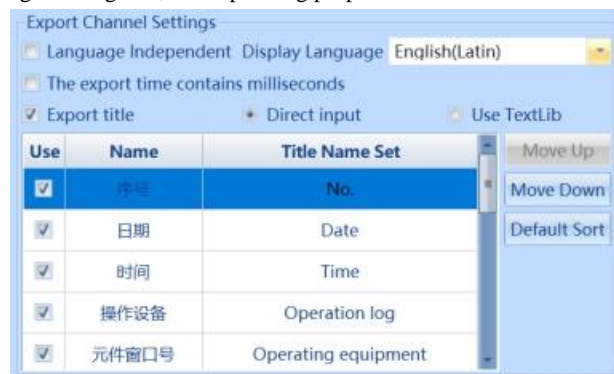 Export Channel Settings
Language Independent Display Language English(Latin)
The export time contains milliseconds
Export title Direct input Use TextLib
Use Name Title Name Set Move Up
序号 No. Move Down
日期 Date Default Sort
时间 Time
操作设备 Operation log
元件窗口号 Operating equipment